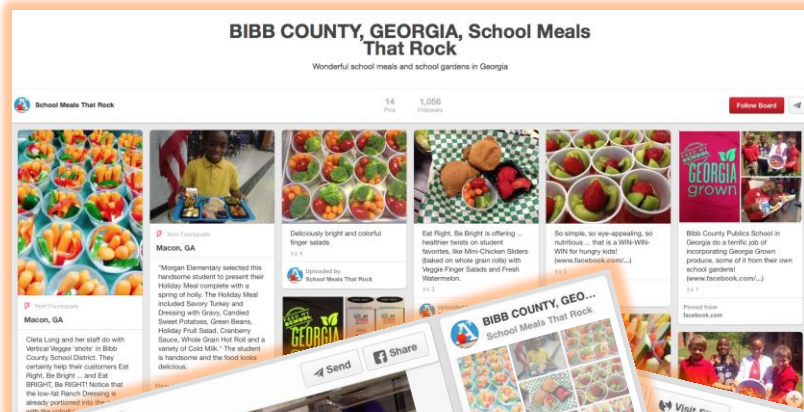 BIBB COUNTY, GEORGIA, School Meals
That Rock
Wonderful school meals and school gardens in Georgia
School Meals That Rock
14
Pins
1,056
Followers
Follow Board
from Foursquare
Macon, GA
Cleta Long and her staff do with
Vertical Veggie 'shots' in Bibb
County School District. They
certainly help their customers Eat
Right, Be Bright ... and Eat
BRIGHT, Be RIGHT! Notice that
the low-fat Ranch Dressing is
already portioned into the
with the
from Foursquare
Macon, GA
"Morgan Elementary selected this
handsome student to present their
Holiday Meal complete with a
spring of holly. The Holiday Meal
included Savory Turkey and
Dressing with Gravy, Candied
Sweet Potatoes, Green Beans,
Holiday Fruit Salad, Cranberry
Sauce, Whole Grain Hot Roll and a
variety of Cold Milk." The student
is handsome and the food looks
delicious.
Deliciously bright and colorful
finger salads
4
Uploaded by
School Meals That Rock
GEORGIA
Eat Right, Be Bright is offering ...
healthier twists on student
favorites, like Mini-Chicken Sliders
(baked on whole grain rolls) with
Veggie Finger Salads and Fresh
Watermelon.
3
So simple, so eye-appealing, so
nutritious ... that is a WIN-WIN-
WIN for hungry kids!
(www.facebook.com/...)
GEORGIA
grown
Bibb County Publica School in
Georgia do a terrific job of
incorporating Georgia Grown
produce, some of it from their own
school gardens!
(www.facebook.com/...)
1
Pinned from
facebook.com
Send
Share
BIBB COUNTY, GEO...
School Meals That Rock
Visit